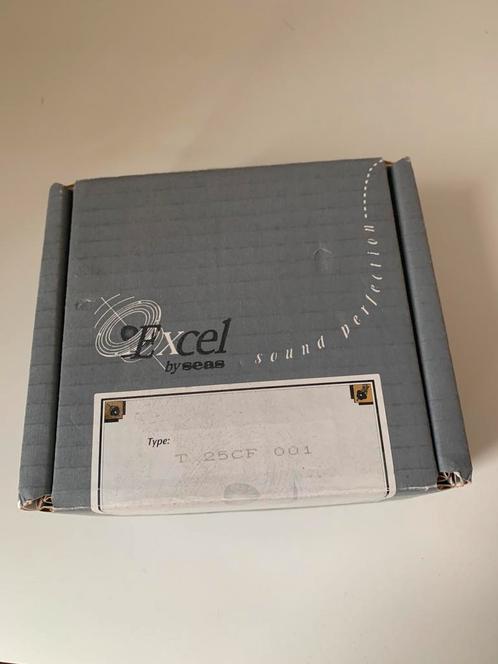 Excel
by seas
sound perfection
Type:
T 25CF 001